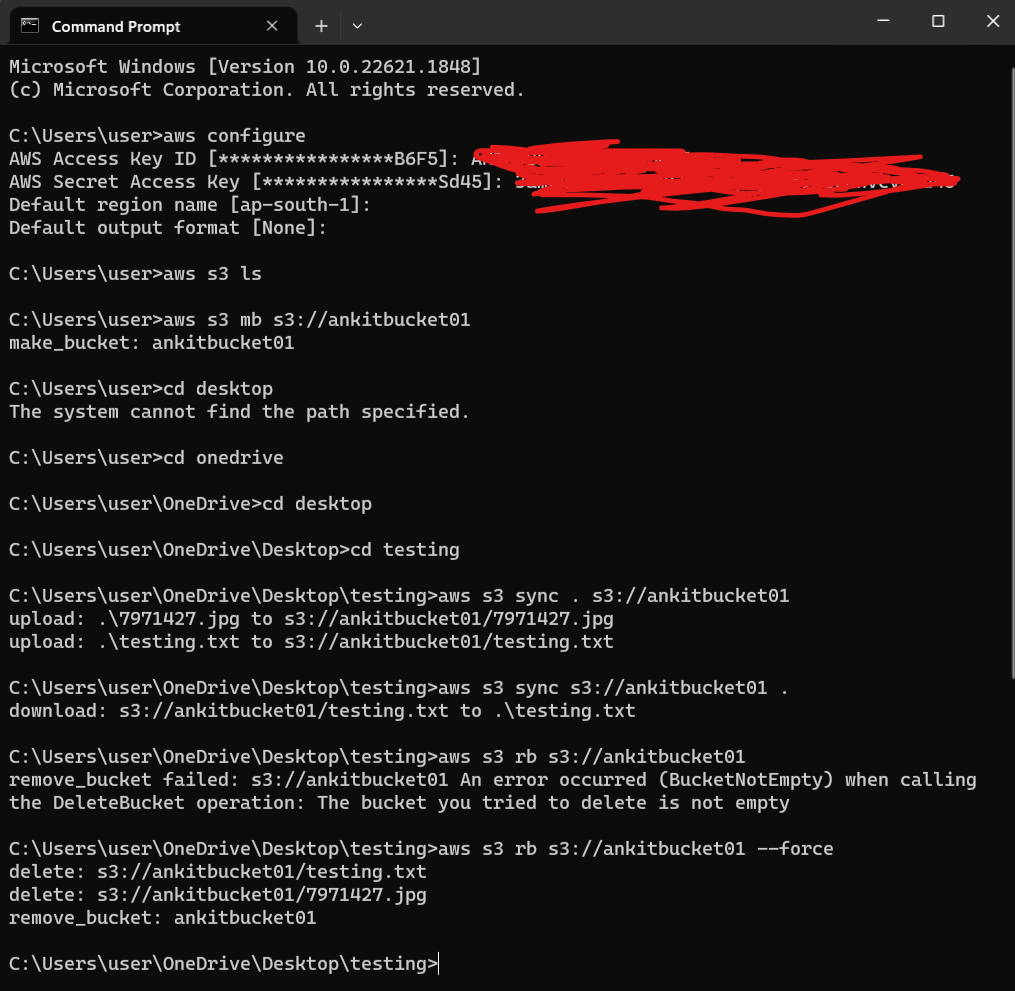 Command Prompt
Microsoft Windows [Version 10.0.22621.1848]
(c) Microsoft Corporation. All rights reserved.
C:\Users\user>aws configure
AWS Access Key ID [****************B6F5]:
AWS Secret Access Key [****************Sd45]:
Default region name [ap-south-1]:
Default output format [None]:
C:\Users\user>aws s3 ls
C:\Users\user>aws s3 mb s3://ankitbucket01
make_bucket: ankitbucket01
C:\Users\user>cd desktop
The system cannot find the path specified.
C:\Users\user>cd onedrive
C:\Users\user\OneDrive>cd desktop
C:\Users\user\OneDrive\Desktop>cd testing
C:\Users\user\OneDrive\Desktop\testing>aws s3 sync . s3://ankitbucket01
upload: .\7971427.jpg to s3://ankitbucket01/7971427.jpg
upload: .\testing.txt to s3://ankitbucket01/testing.txt
C:\Users\user\OneDrive\Desktop\testing>aws s3 sync s3://ankitbucket01 .
download: s3://ankitbucket01/testing.txt to .\testing.txt
C:\Users\user\OneDrive\Desktop\testing>aws s3 rb s3://ankitbucket01
remove_bucket failed: s3://ankitbucket01 An error occurred (BucketNotEmpty) when calling
the DeleteBucket operation: The bucket you tried to delete is not empty
C:\Users\user\OneDrive\Desktop\testing>aws s3 rb s3://ankitbucket01 --force
delete: s3://ankitbucket01/testing.txt
delete: s3://ankitbucket01/7971427.jpg
remove_bucket: ankitbucket01
C:\Users\user\OneDrive\Desktop\testing>